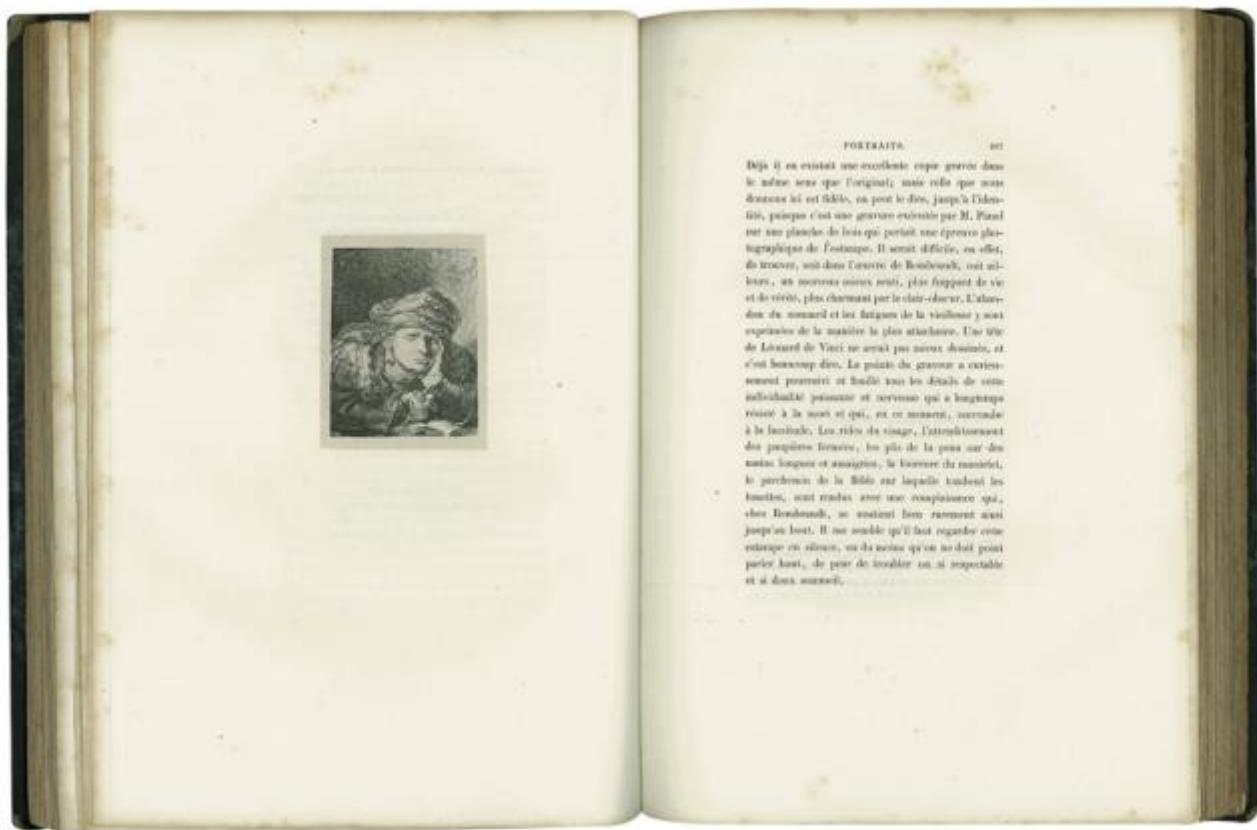 PORTRAITS.
Déja il en existait une excellente copie gravée dans
le même sens que l'original; mais celle que nous
donnons ici est fidèle, on peut le dire, jusqu'à l'iden-
tité, puisque c'est une gravure exécutée par M. Piaud
sur une planche de bois qui portait une épreuve pho-
tographique de l'estampe. Il serait difficile, en effet,
de trouver, soit dans l'œuvre de Rembrandt, soit ail-
leurs, un morceau mieux senti, plus frappant de vie
et de vérité, plus charmant par le clair-obscur. L'aban-
don du sommeil et les fatigues de la vieillesse y sont
exprimées de la manière la plus attachante. Une tête
de Léonard de Vinci ne serait pas mieux dessinée, et
c'est beaucoup dire. La pointe du graveur a curieu-
sement poursuivi et fouillé tous les détails de cette
individualité puissante et nerveuse qui a longtemps
résisté à la mort et qui, en ce moment, succombe
à la lassitude. Les rides du visage, l'attendrissement
des paupières fermées, les plis de la peau sur des
mains longues et amaigries, la fourrure du mantelet,
le parchemin de la Bible sur laquelle tombent les
lunettes, sont rendus avec une complaisance qui,
chez Rembrandt, se soutient bien rarement ainsi
jusqu'au bout. Il me semble qu'il faut regarder cette
estampe en silence, ou du moins qu'on ne doit point
parler haut, de peur de troubler un si respectable
et si doux sommeil.